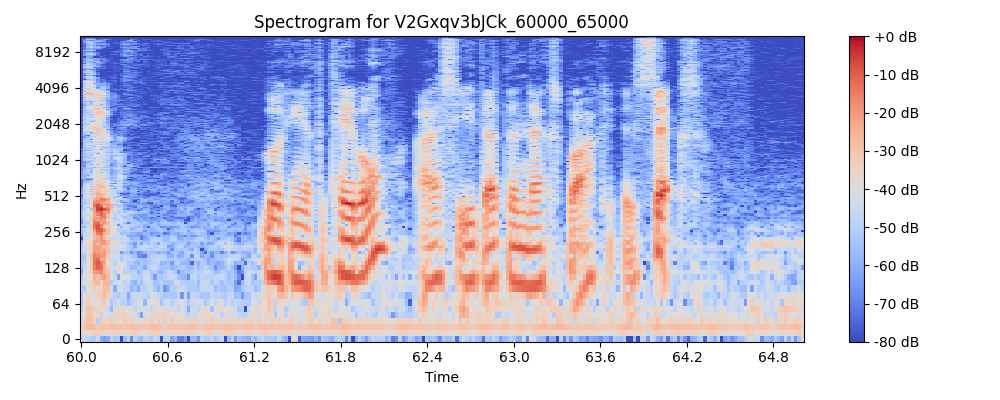 Spectrogram for V2Gxqv3bJCk_60000_65000
Hz
8192
4096
2048
1024
512
256
128
64
0
60.0 60.6 61.2 61.8 62.4 63.0 63.6 64.2 64.8
Time
+0 dB
-10 dB
-20 dB
-30 dB
-40 dB
-50 dB
-60 dB
-70 dB
-80 dB